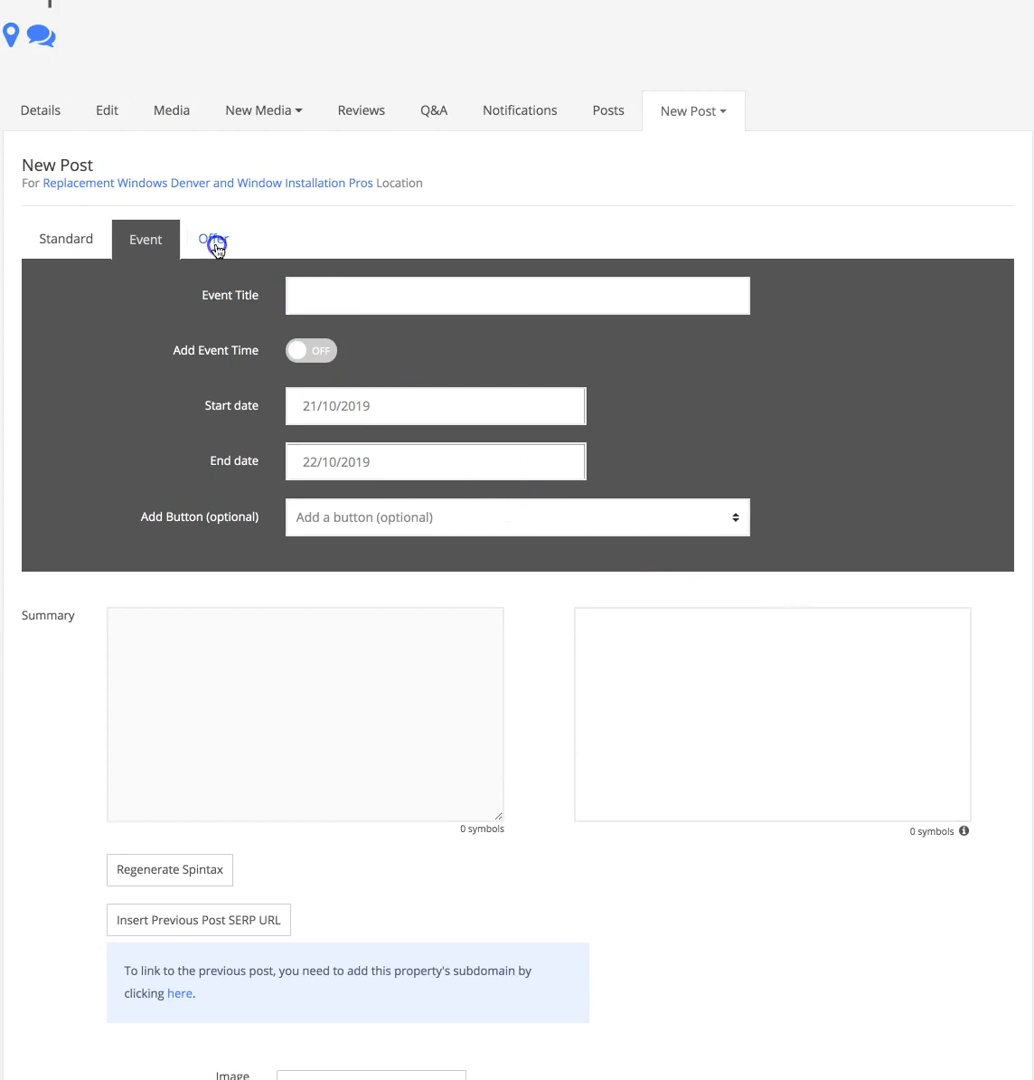 Details Edit Media New Media Reviews Q&A Notifications Posts New Post
New Post
For Replacement Windows Denver and Window Installation Pros Location
Standard Event Offer
Event Title
Add Event Time OFF
Start date 21/10/2019
End date 22/10/2019
Add Button (optional) Add a button (optional)
Summary
0 symbols 0 symbols
Regenerate Spintax
Insert Previous Post SERP URL
To link to the previous post, you need to add this property's subdomain by
clicking here.
Image